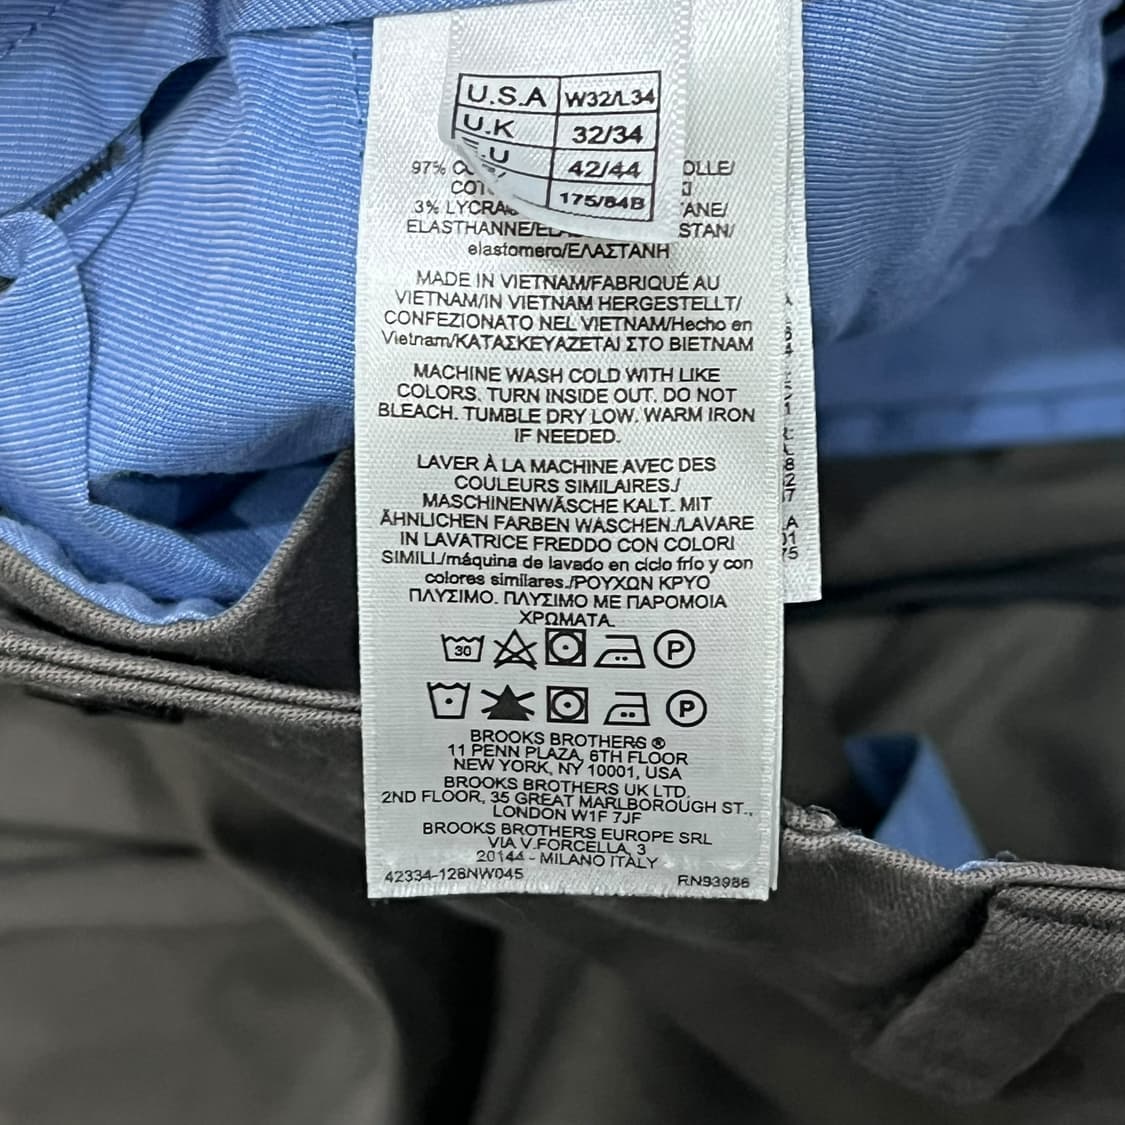 U.S.A W32/L34
U.K 32/34
42/44
175/84B
97%
3% LYCRA
ELASTHANNE/
elastomero/ΕΛΑΣΤΑΝΗ
MADE IN VIETNAM/FABRIQUÉ AU
VIETNAM/IN VIETNAM HERGESTELLT/
CONFEZIONATO NEL VIETNAM/Hecho en
Vietnam/ΚΑΤΑΣΚΕΥΑΖΕΤΑΙ ΣΤΟ ΒΙΕΤΝΑΜ
MACHINE WASH COLD WITH LIKE
COLORS. TURN INSIDE OUT. DO NOT
BLEACH. TUMBLE DRY LOW. WARM IRON
IF NEEDED.
LAVER À LA MACHINE AVEC DES
COULEURS SIMILAIRES./
MASCHINENWÄSCHE KALT. MIT
ÄHNLICHEN FARBEN WASCHEN./LAVARE
IN LAVATRICE FREDDO CON COLORI
SIMILI./máquina de lavado en ciclo frío y con
colores similares./ΡΟΥΧΩΝ ΚΡΥΟ
ΠΛΥΣΙΜΟ. ΠΛΥΣΙΜΟ ΜΕ ΠΑΡΟΜΟΙΑ
ΧΡΩΜΑΤΑ.
30 P
P
BROOKS BROTHERS ®
11 PENN PLAZA, 6TH FLOOR
NEW YORK, NY 10001, USA
BROOKS BROTHERS UK LTD.
2ND FLOOR, 35 GREAT MARLBOROUGH ST.,
LONDON W1F 7JF
BROOKS BROTHERS EUROPE SRL
VIA V.FORCELLA, 3
20144 - MILANO ITALY
42334-128NW045 RN93986